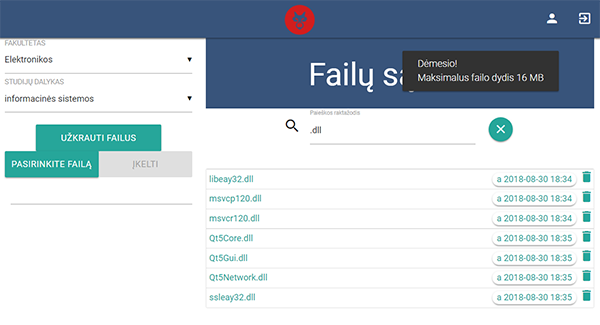 FAKULTETAS
Elektronikos
STUDIJŲ DALYKAS
informacinės sistemos
UŽKRAUTI FAILUS
PASIRINKITE FAILĄ
ĮKELTI
Failų
Dėmesio!
Maksimalus failo dydis 16 MB
Paieškos raktažodis
.dll
libeay32.dll a 2018-08-30 18:34
msvcp120.dll a 2018-08-30 18:34
msvcr120.dll a 2018-08-30 18:34
Qt5Core.dll a 2018-08-30 18:35
Qt5Gui.dll a 2018-08-30 18:35
Qt5Network.dll a 2018-08-30 18:35
ssleay32.dll a 2018-08-30 18:35